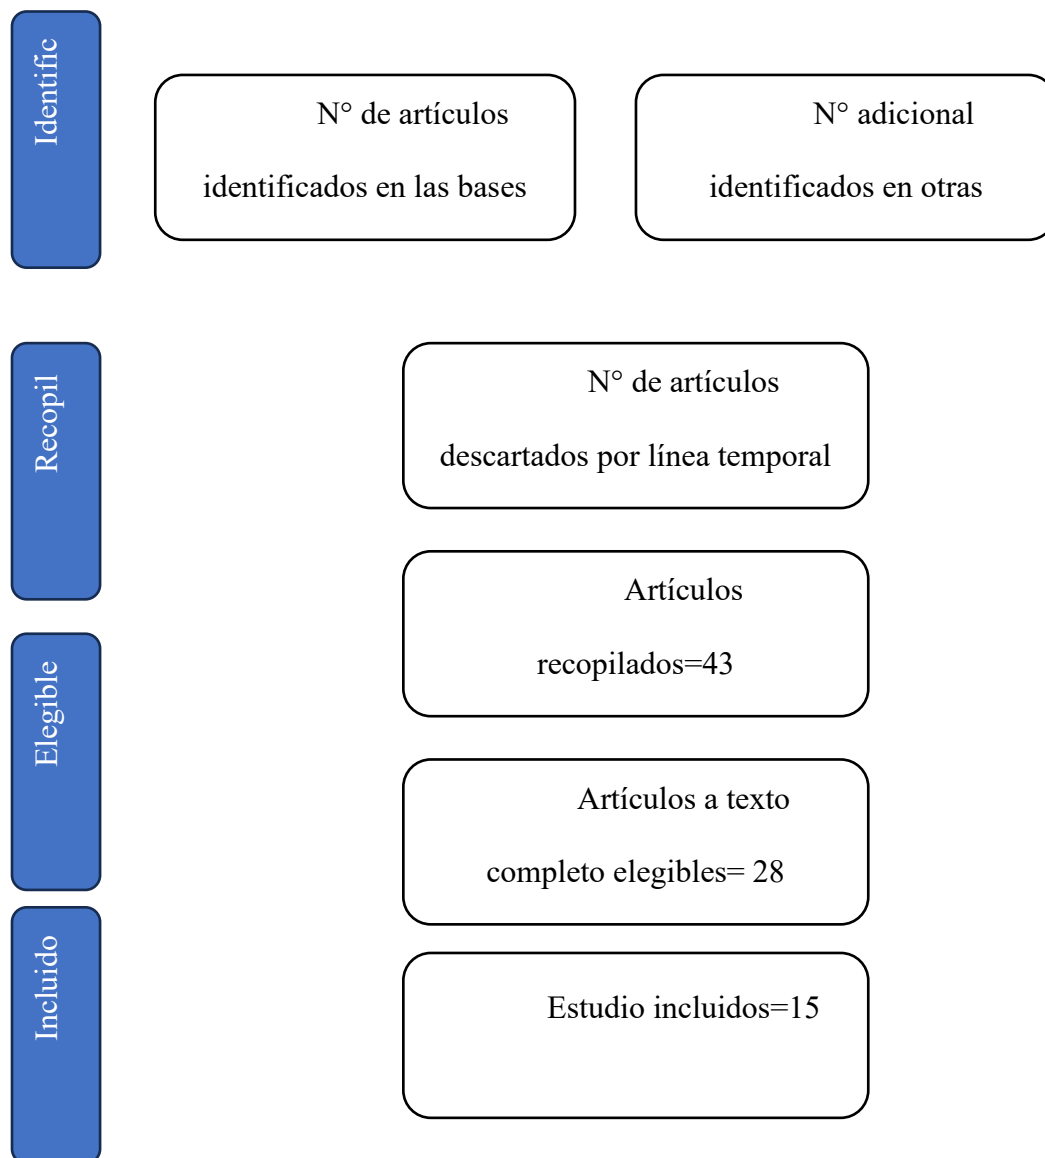 Identific
N° de artículos
identificados en las bases
N° adicional
identificados en otras
Recopil
N° de artículos
descartados por línea temporal
Artículos
recopilados=43
Elegible
Artículos a texto
completo elegibles= 28
Incluido
Estudio incluidos=15